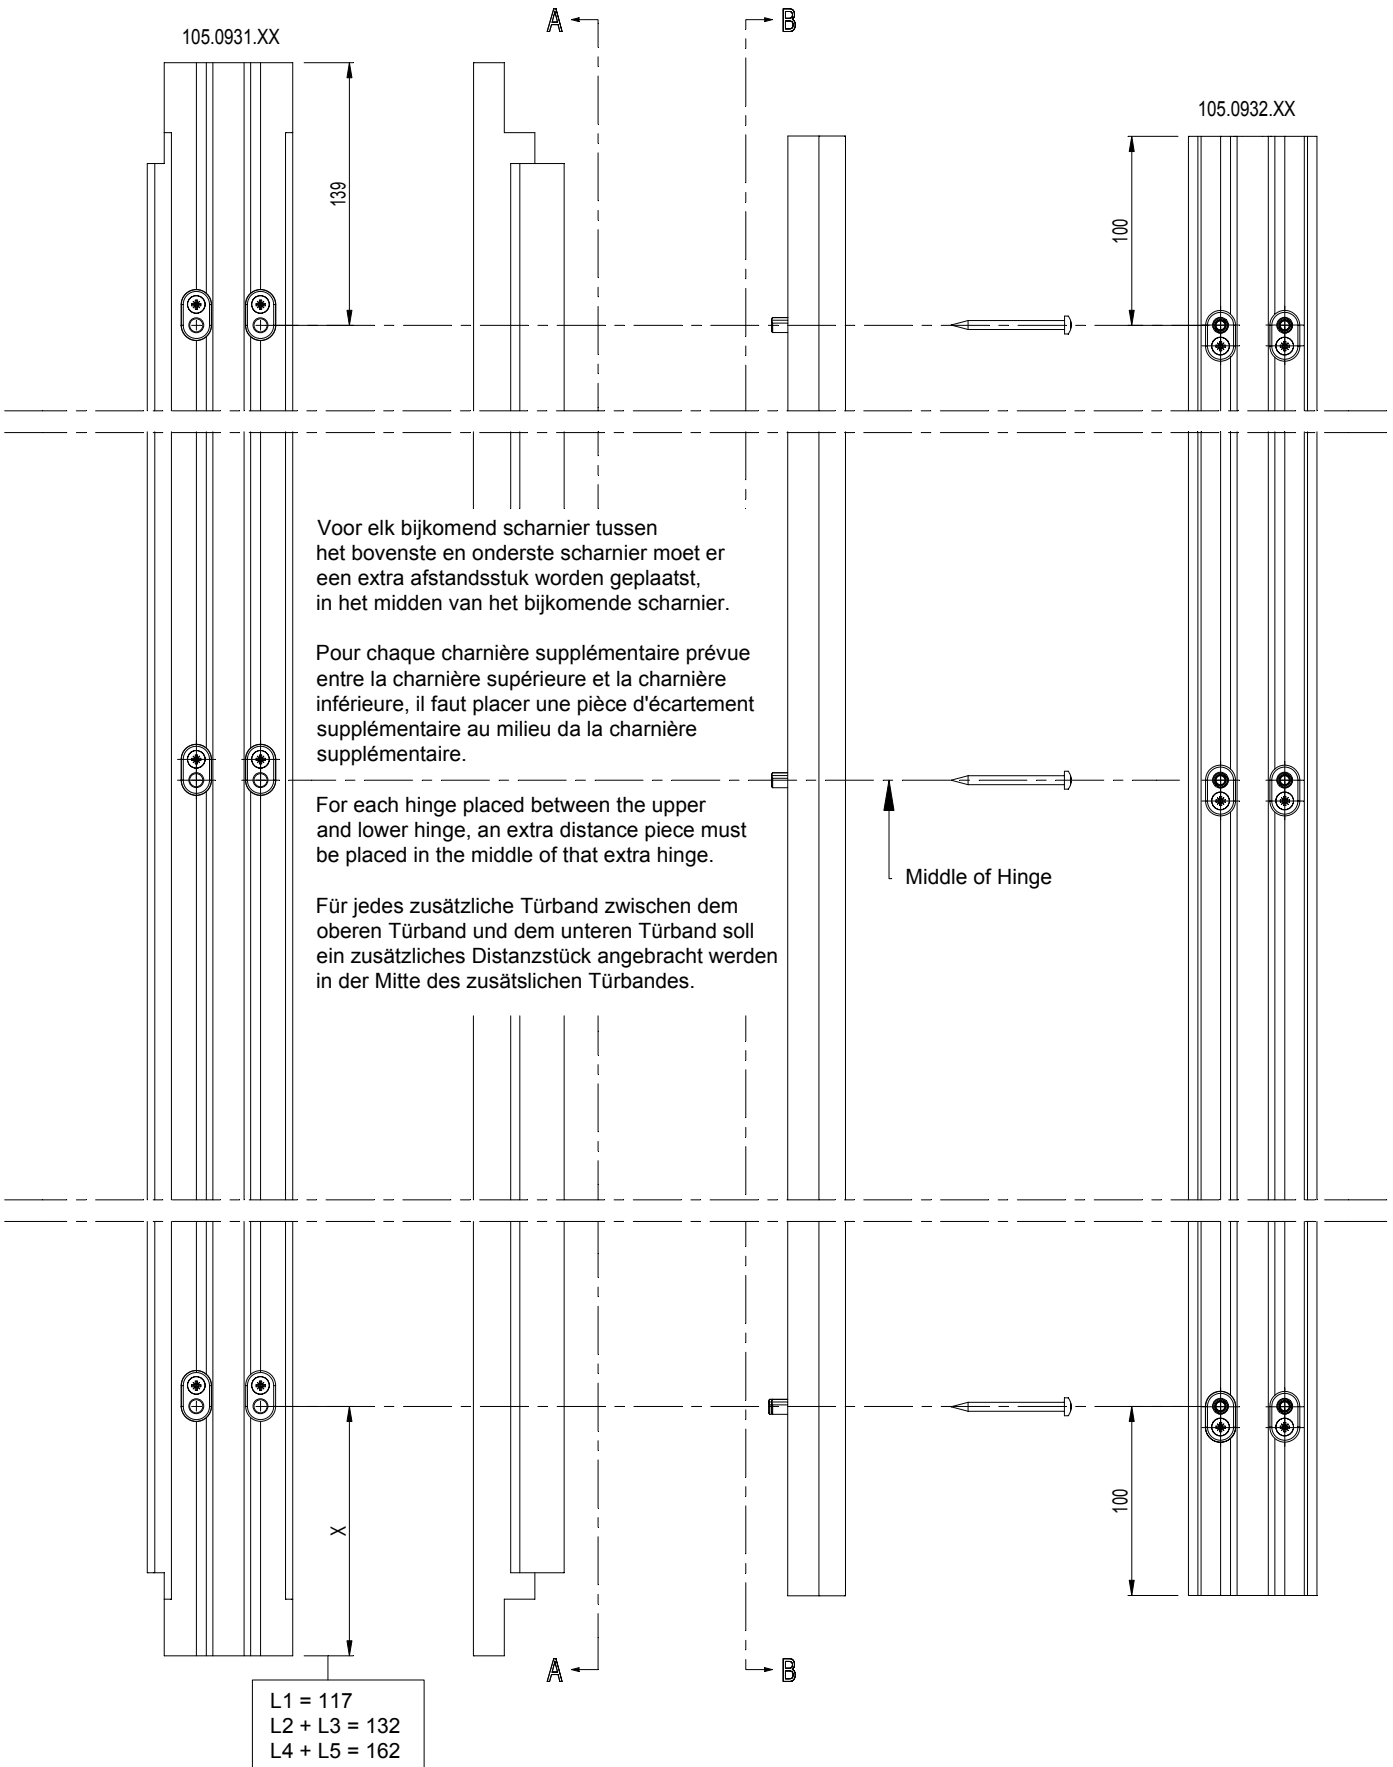 A
B
105.0931.XX
105.0932.XX
139
100
Voor elk bijkomend scharnier tussen
het bovenste en onderste scharnier moet er
een extra afstandsstuk worden geplaatst,
in het midden van het bijkomende scharnier.
Pour chaque charnière supplémentaire prévue
entre la charnière supérieure et la charnière
inférieure, il faut placer une pièce d'écartement
supplémentaire au milieu da la charnière
supplémentaire.
For each hinge placed between the upper
and lower hinge, an extra distance piece must
be placed in the middle of that extra hinge.
Middle of Hinge
Für jedes zusätzliche Türband zwischen dem
oberen Türband und dem unteren Türband soll
ein zusätzliches Distanzstück angebracht werden
in der Mitte des zusätslichen Türbandes.
X
100
A
B
L1 = 117
L2 + L3 = 132
L4 + L5 = 162